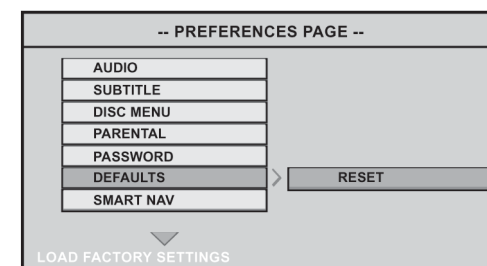 -- PREFERENCES PAGE --
AUDIO
SUBTITLE
DISC MENU
PARENTAL
PASSWORD
DEFAULTS
RESET
SMART NAV
LOAD FACTORY SETTINGS